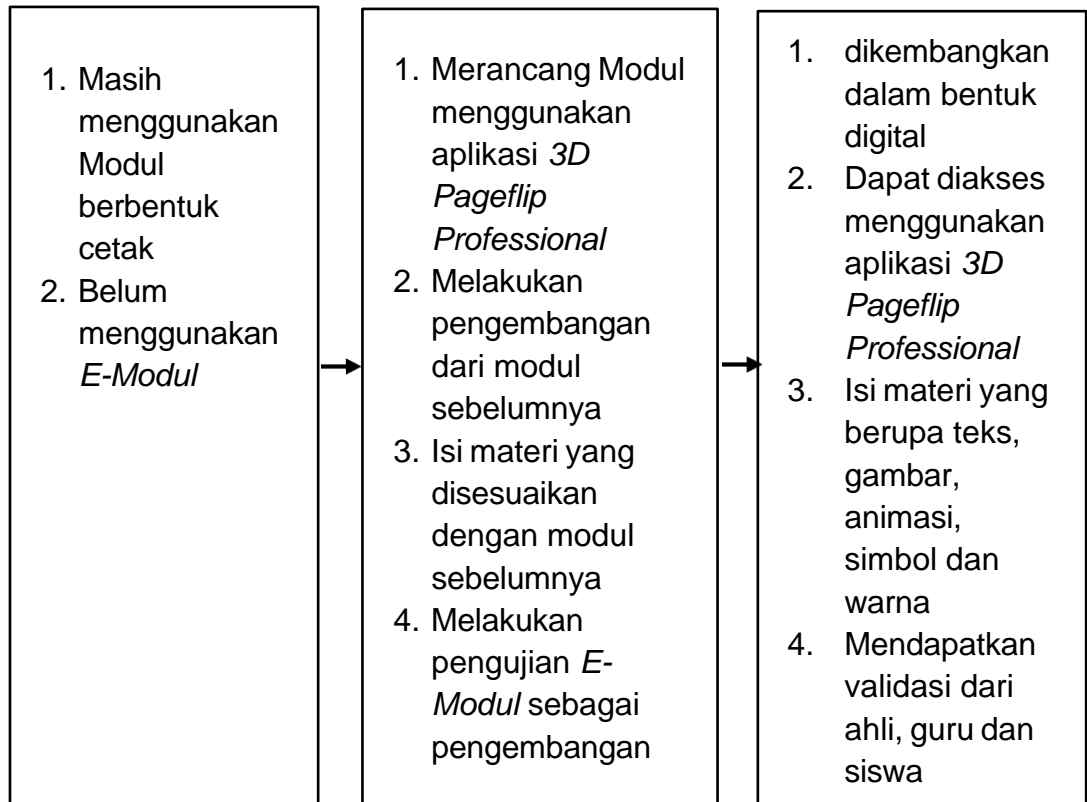 1. Masih
menggunakan
Modul
berbentuk
cetak
2. Belum
menggunakan
E-Modul
1. Merancang Modul
menggunakan
aplikasi 3D
Pageflip
Professional
2. Melakukan
pengembangan
dari modul
sebelumnya
3. Isi materi yang
disesuaikan
dengan modul
sebelumnya
4. Melakukan
pengujian E-
Modul sebagai
pengembangan
1. dikembangkan
dalam bentuk
digital
2. Dapat diakses
menggunakan
aplikasi 3D
Pageflip
Professional
3. Isi materi yang
berupa teks,
gambar,
animasi,
simbol dan
warna
4. Mendapatkan
validasi dari
ahli, guru dan
siswa